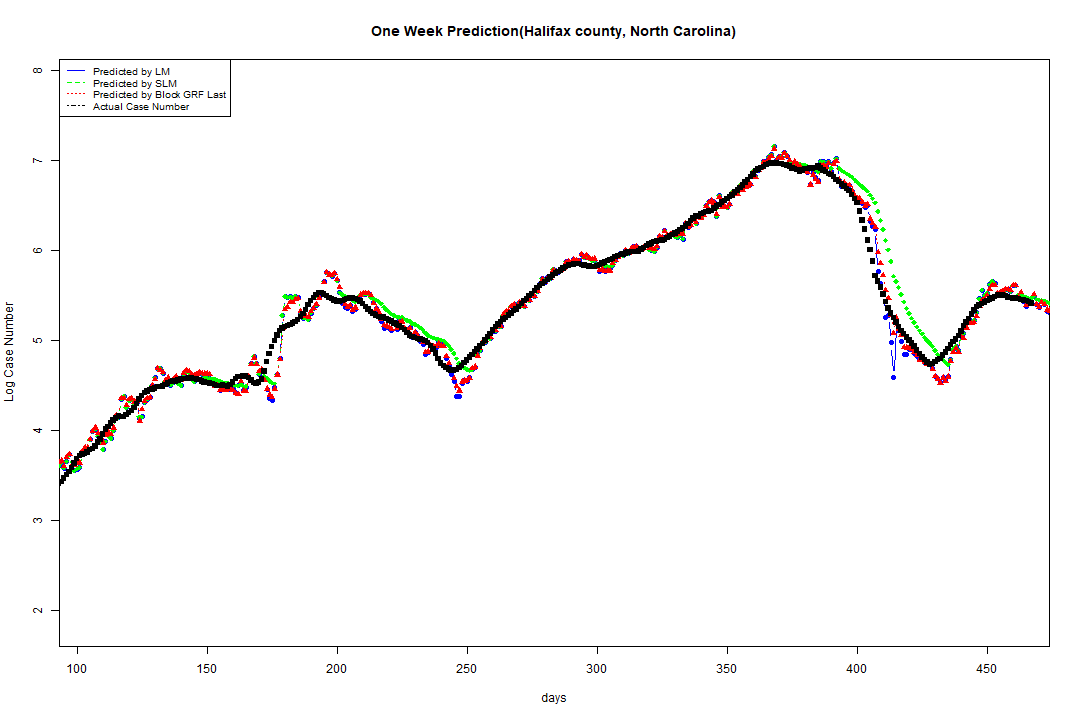 One Week Prediction(Halifax county, North Carolina)
Predicted by LM
Predicted by SLM
Predicted by Block GRF Last
Actual Case Number
8
7
6
5
4
3
2
Log Case Number
100 150 200 250 300 350 400 450
days